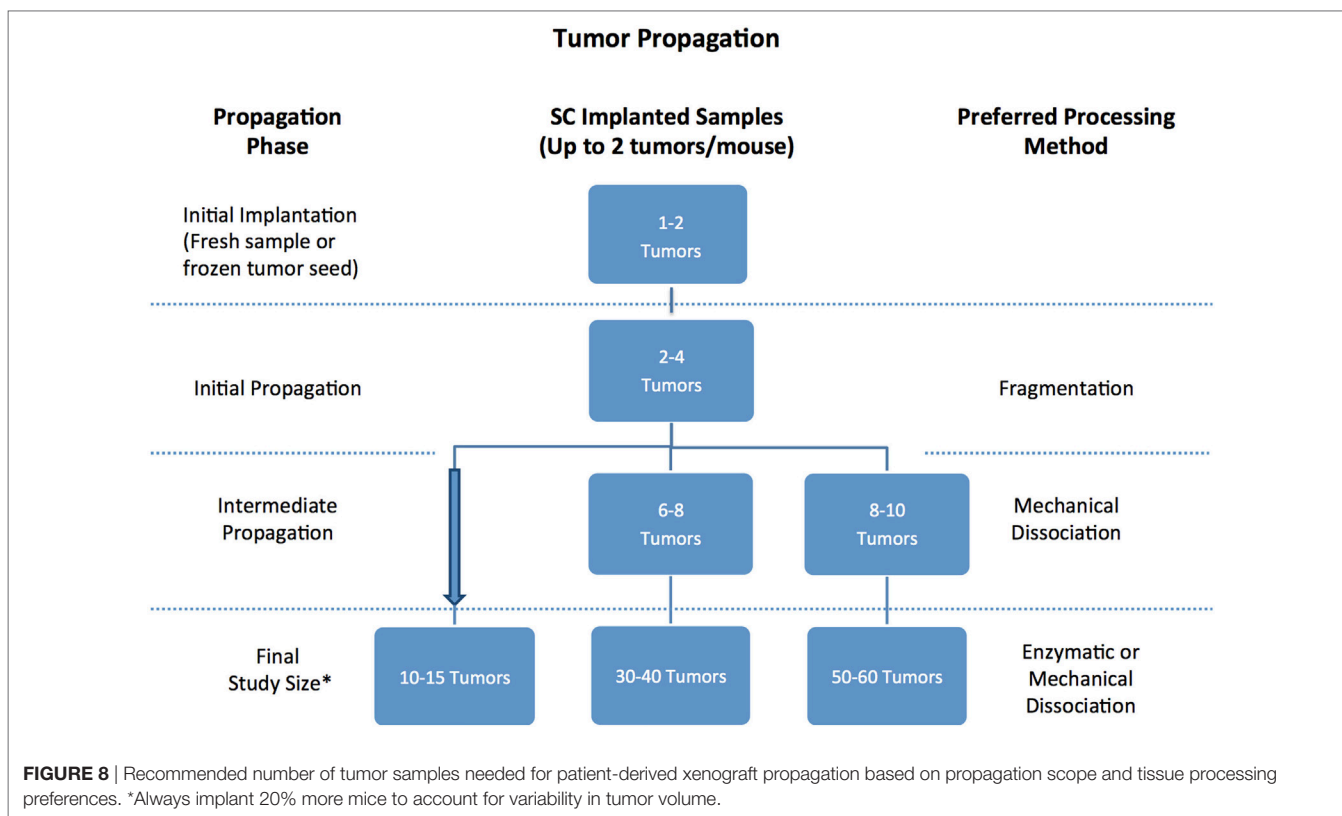 Tumor Propagation
Propagation
Phase
SC Implanted Samples
(Up to 2 tumors/mouse)
Preferred Processing
Method
Initial Implantation
(Fresh sample or
frozen tumor seed)
1-2
Tumors
Initial Propagation
2-4
Tumors
Fragmentation
Intermediate
Propagation
6-8
Tumors
8-10
Tumors
Mechanical
Dissociation
Final
Study Size*
10-15 Tumors
30-40 Tumors
50-60 Tumors
Enzymatic or
Mechanical
Dissociation
FIGURE 8 | Recommended number of tumor samples needed for patient-derived xenograft propagation based on propagation scope and tissue processing
preferences. *Always implant 20% more mice to account for variability in tumor volume.